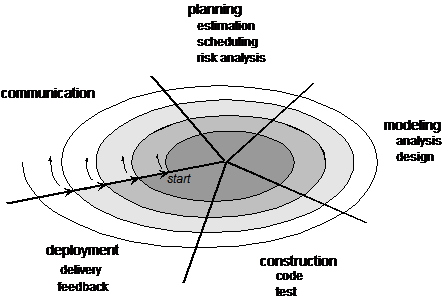 planning
estimation
scheduling
risk analysis
communication
modeling
analysis
design
start
deployment
delivery
feedback
construction
code
test